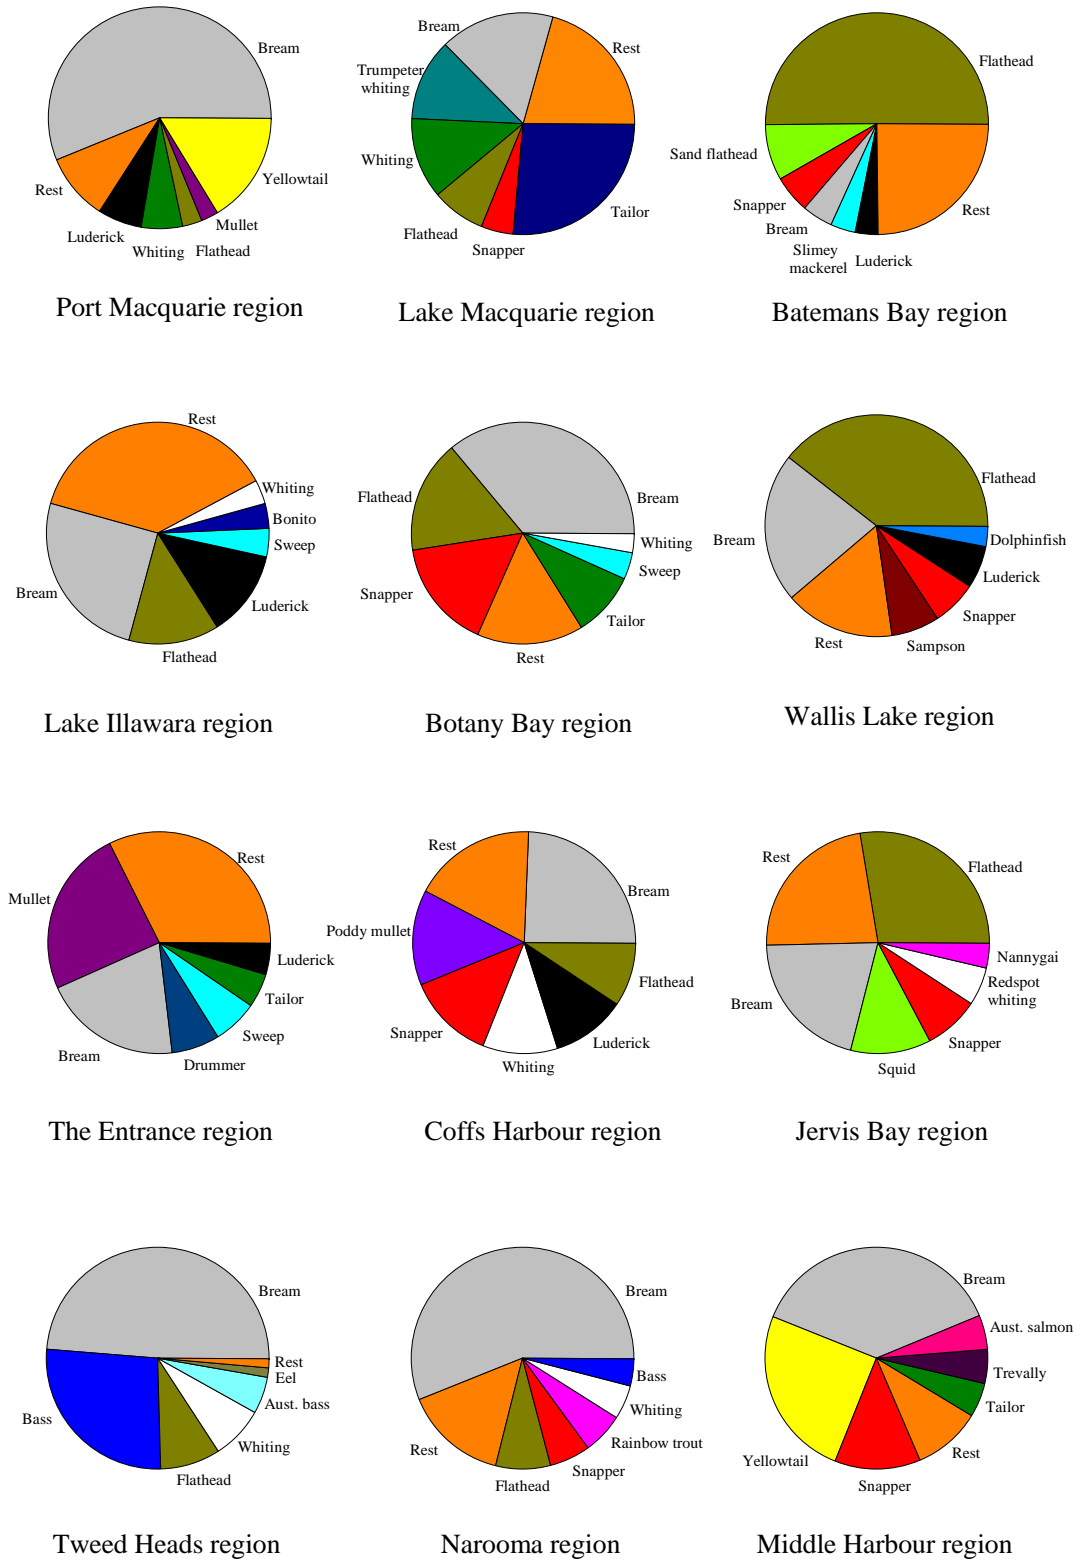 Bream
Rest
Luderick
Whiting
Flathead
Mullet
Yellowtail
Port Macquarie region
Bream
Rest
Trumpeter
whiting
Whiting
Flathead
Snapper
Tailor
Lake Macquarie region
Flathead
Sand flathead
Snapper
Bream
Slimey
mackerel
Luderick
Rest
Batemans Bay region
Rest
Whiting
Bonito
Sweep
Luderick
Flathead
Bream
Lake Illawara region
Bream
Flathead
Snapper
Rest
Tailor
Sweep
Whiting
Botany Bay region
Flathead
Bream
Rest
Sampson
Snapper
Luderick
Dolphinfish
Wallis Lake region
Rest
Mullet
Bream
Drummer
Sweep
Tailor
Luderick
The Entrance region
Rest
Bream
Poddy mullet
Snapper
Whiting
Luderick
Flathead
Coffs Harbour region
Rest
Flathead
Bream
Squid
Snapper
Redspot
whiting
Nannygai
Jervis Bay region
Bream
Rest
Eel
Aust. bass
Whiting
Flathead
Bass
Tweed Heads region
Bream
Bass
Whiting
Rainbow trout
Snapper
Flathead
Rest
Narooma region
Bream
Aust. salmon
Trevally
Tailor
Rest
Snapper
Yellowtail
Middle Harbour region